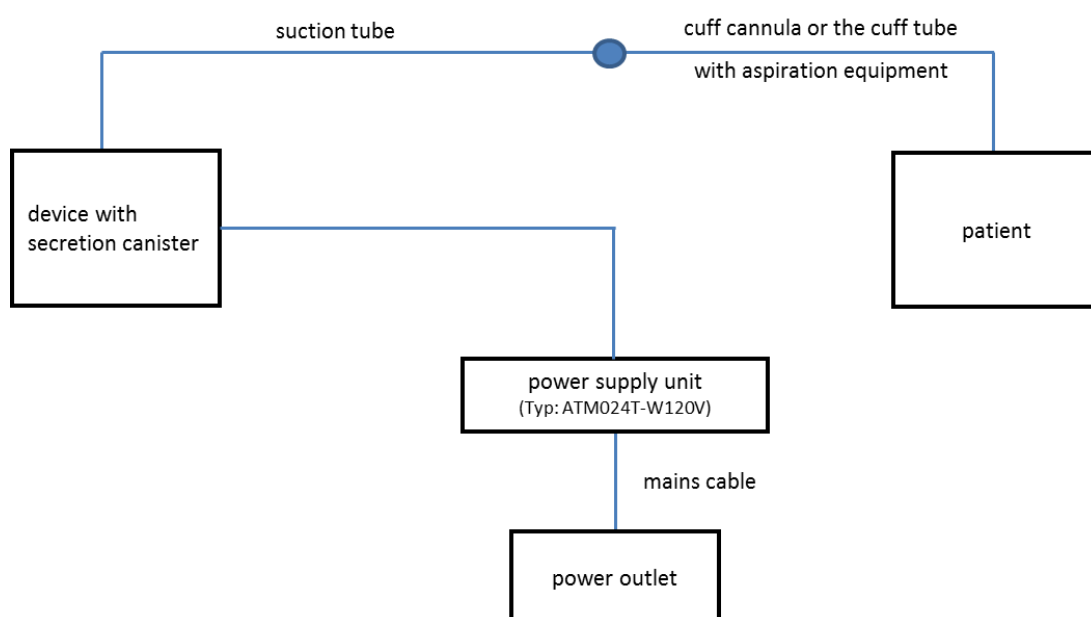 suction tube
cuff cannula or the cuff tube
with aspiration equipment
device with
secretion canister
patient
power supply unit
(Typ: ATM024T-W120V)
mains cable
power outlet